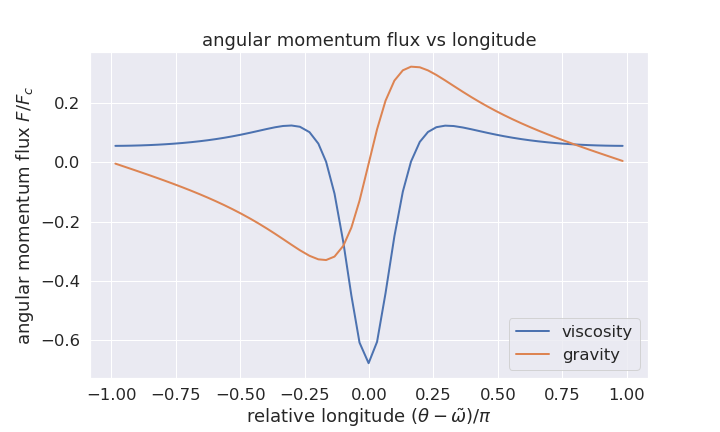 angular momentum flux vs longitude
angular momentum flux F/F_c
0.2
0.0
−0.2
−0.4
−0.6
−1.00 −0.75 −0.50 −0.25 0.00 0.25 0.50 0.75 1.00
relative longitude (θ − ω̃)/π
viscosity
gravity